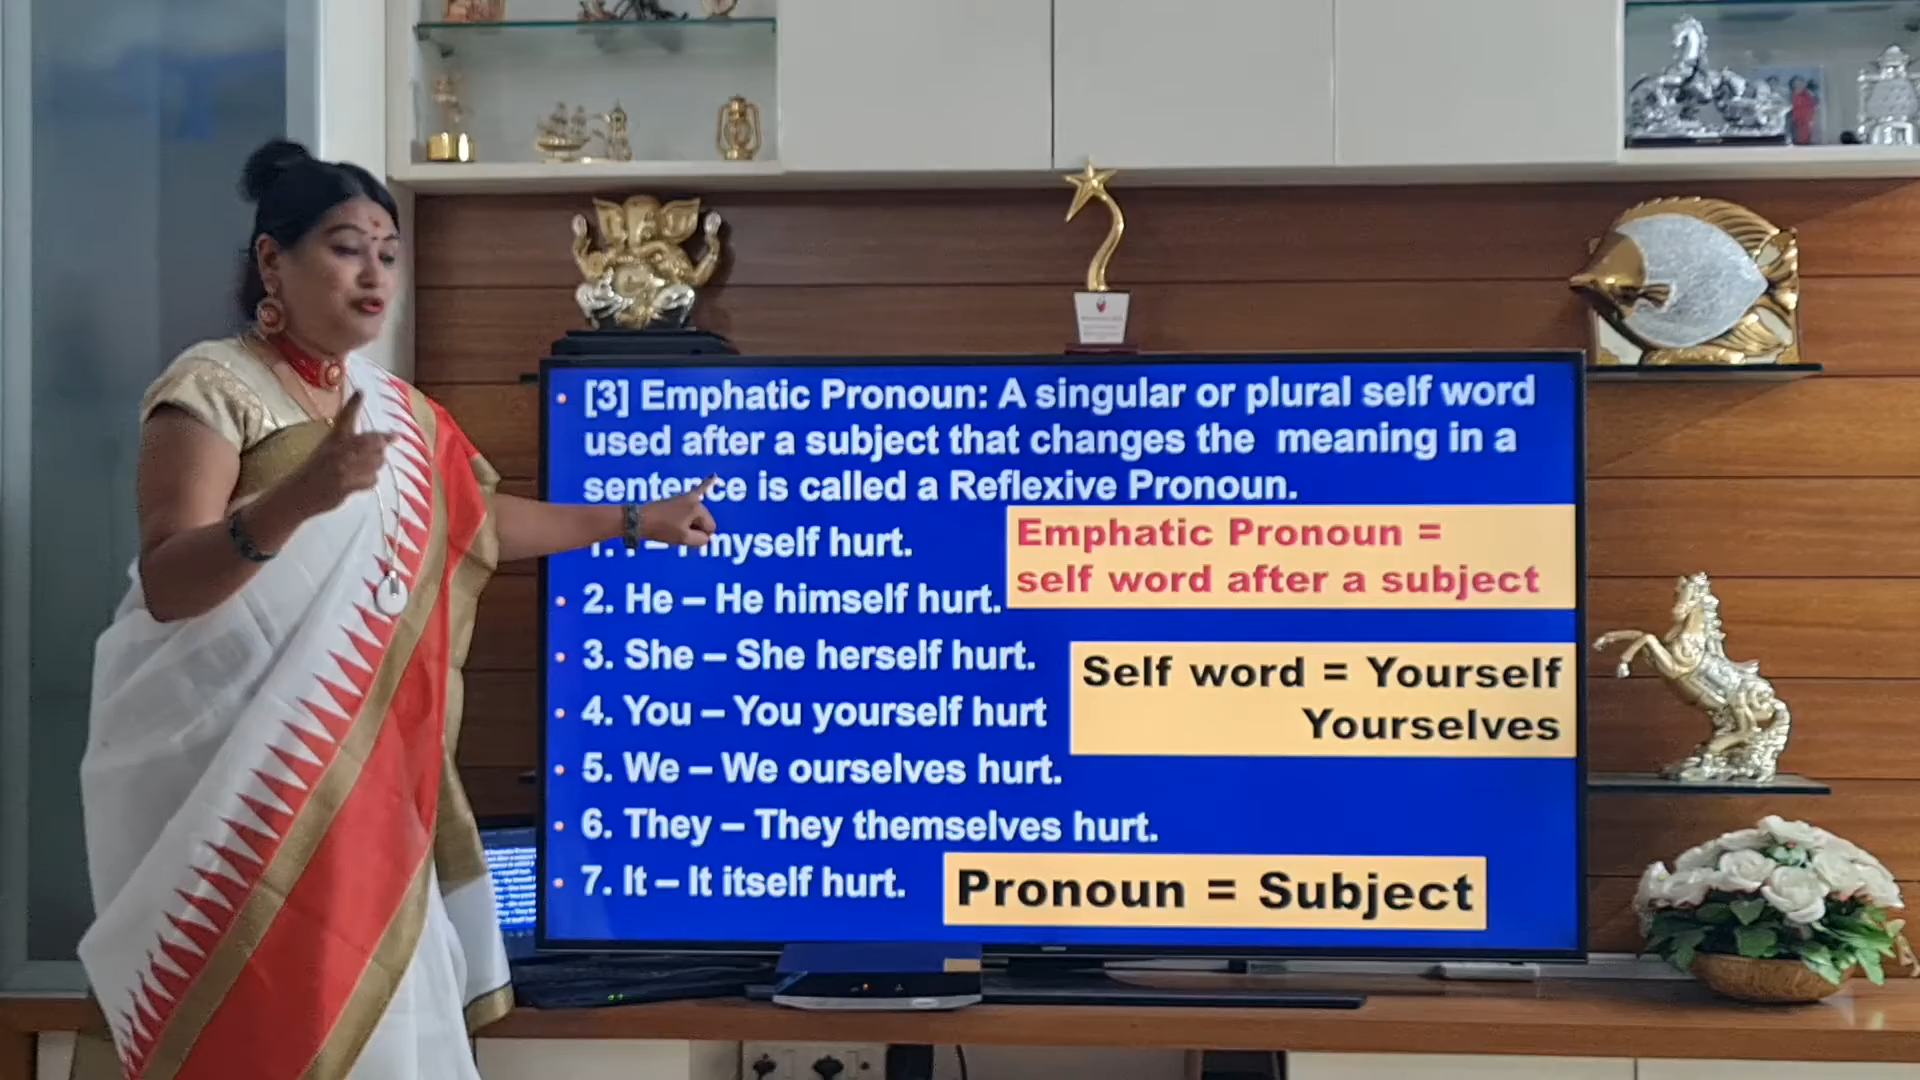 [3] Emphatic Pronoun: A singular or plural self word
used after a subject that changes the meaning in a
sentence is called a Reflexive Pronoun.
1. I – I myself hurt.
Emphatic Pronoun =
self word after a subject
2. He – He himself hurt.
3. She – She herself hurt.
Self word = Yourself
Yourselves
4. You – You yourself hurt
5. We – We ourselves hurt.
6. They – They themselves hurt.
7. It – It itself hurt.
Pronoun = Subject